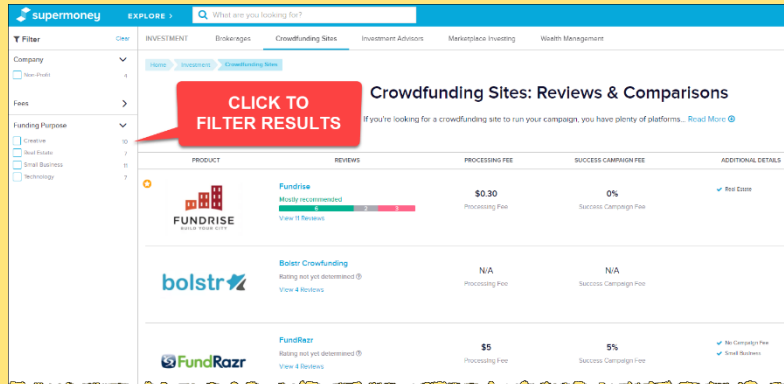 supermoney
EXPLORE >
What are you looking for?
Filter
Clear
INVESTMENT
Brokerages
Crowdfunding Sites
Investment Advisors
Marketplace Investing
Wealth Management
Company
Non-Profit
4
Home
Investment
Crowdfunding Sites
Fees
Funding Purpose
Creative
10
Real Estate
7
Small Business
11
Technology
7
CLICK TO
FILTER RESULTS
Crowdfunding Sites: Reviews & Comparisons
If you're looking for a crowdfunding site to run your campaign, you have plenty of platforms... Read More
PRODUCT
REVIEWS
PROCESSING FEE
SUCCESS CAMPAIGN FEE
ADDITIONAL DETAILS
FUNDRISE
BUILD YOUR CITY
Fundrise
Mostly recommended
6 2 3
View 11 Reviews
$0.30
Processing Fee
0%
Success Campaign Fee
Real Estate
bolstr
Bolstr Crowfunding
Rating not yet determined
View 4 Reviews
N/A
Processing Fee
N/A
Success Campaign Fee
FundRazr
FundRazr
Rating not yet determined
View 4 Reviews
$5
Processing Fee
5%
Success Campaign Fee
No Campaign Fee
Small Business